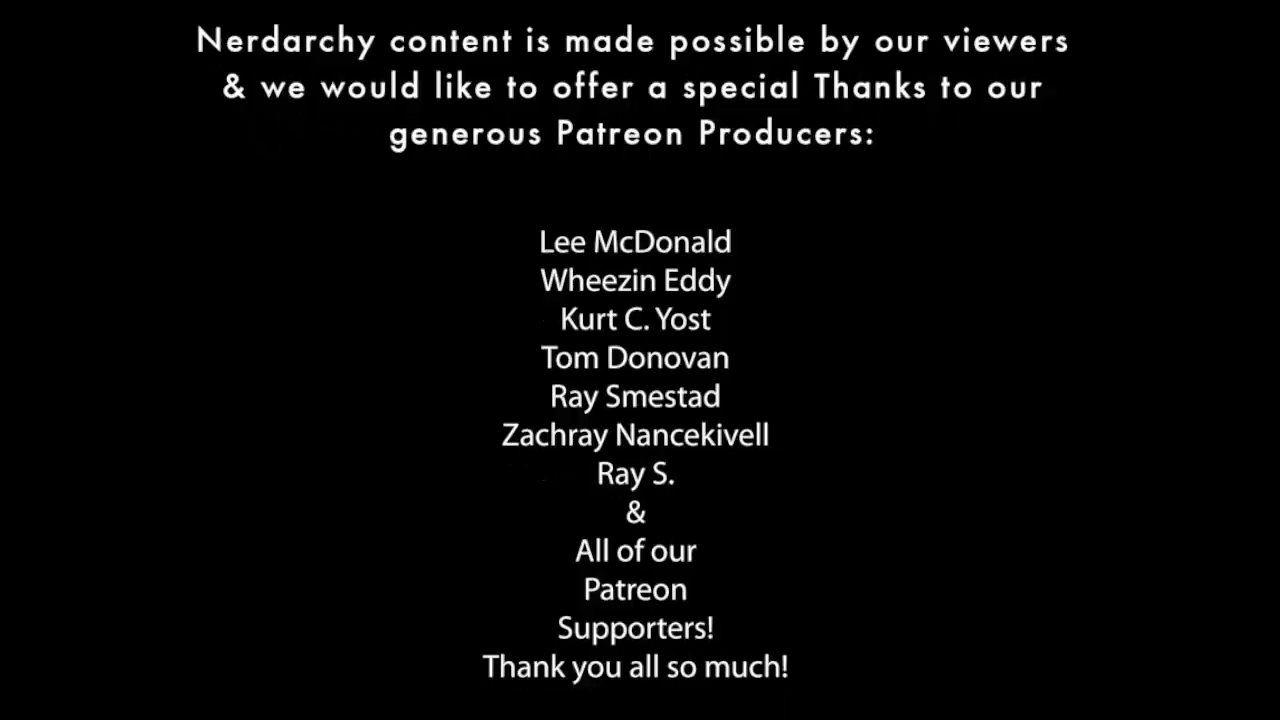 Nerdarchy content is made possible by our viewers
& we would like to offer a special Thanks to our
generous Patreon Producers:
Lee McDonald
Wheezin Eddy
Kurt C. Yost
Tom Donovan
Ray Smestad
Zachray Nancekivell
Ray S.
&
All of our
Patreon
Supporters!
Thank you all so much!